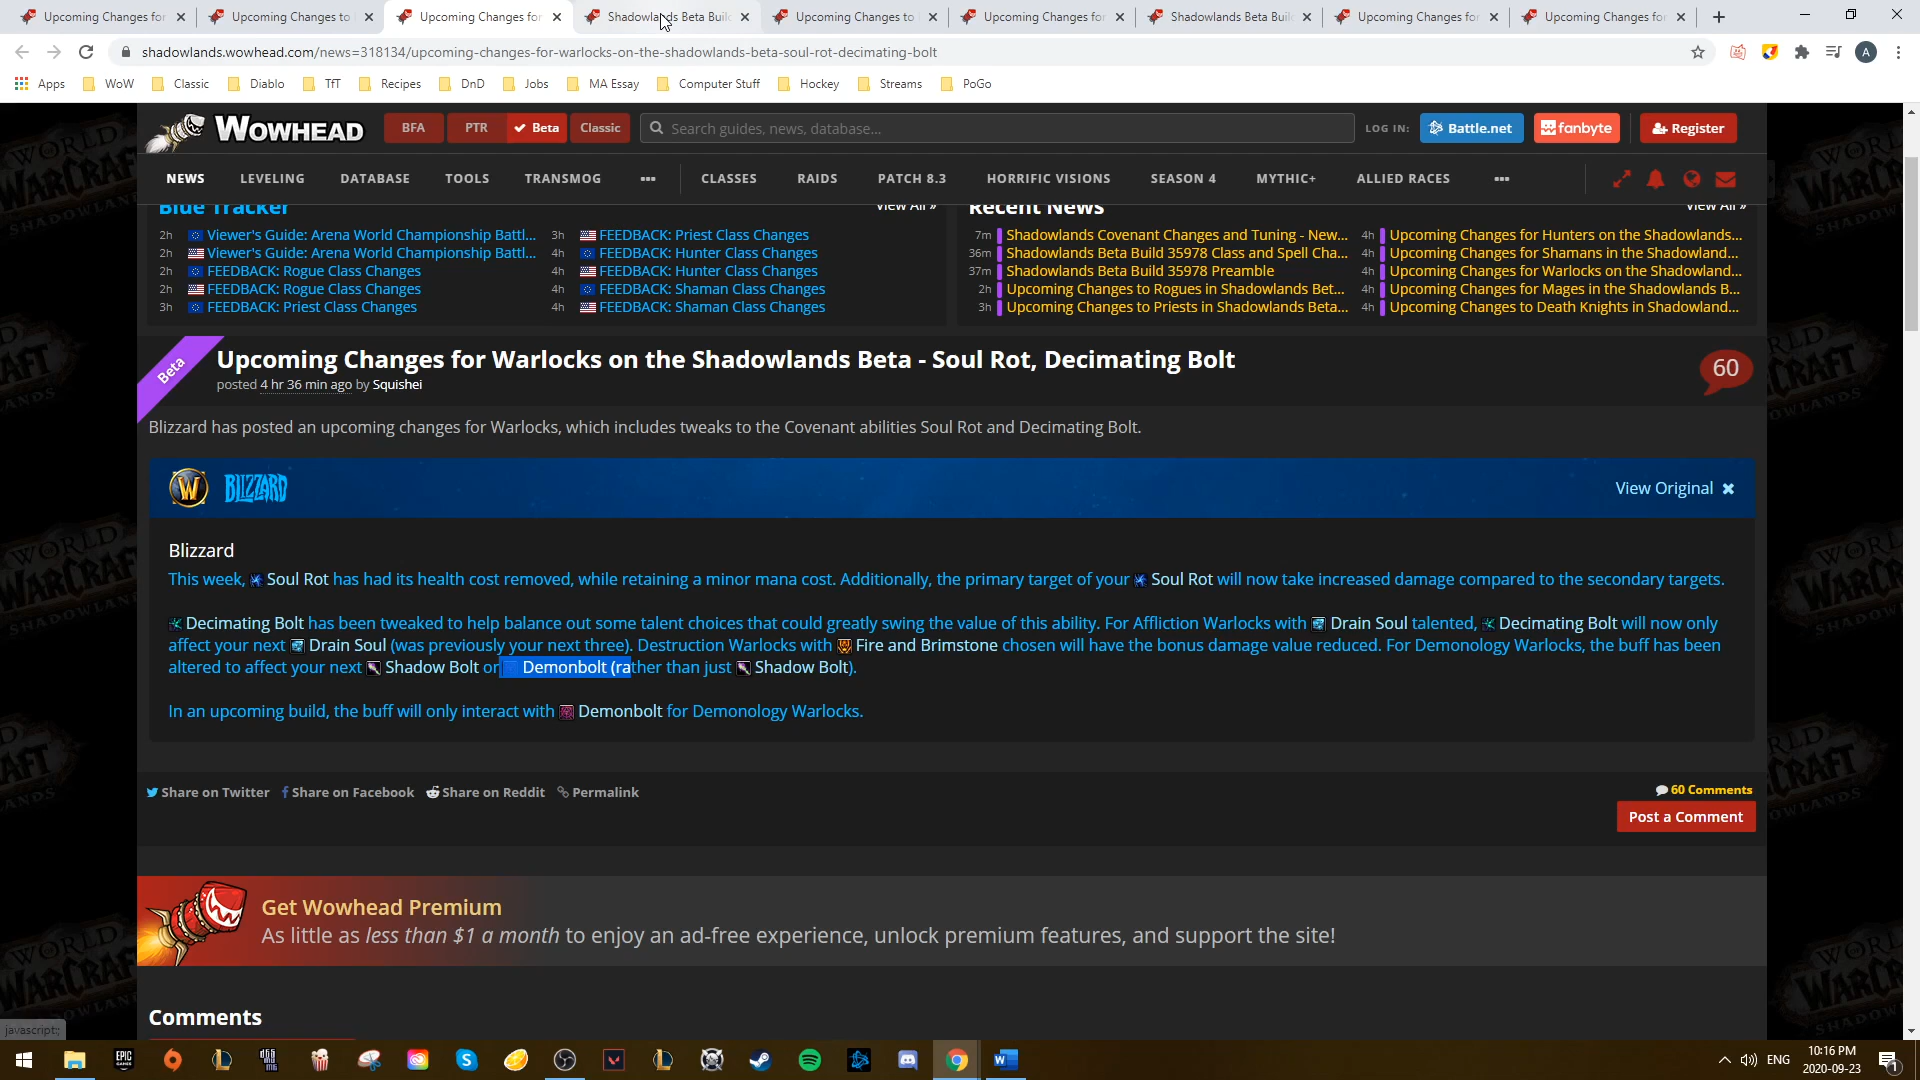 Upcoming Changes for
Upcoming Changes to
Upcoming Changes for
Shadowlands Beta Buil
Upcoming Changes to
Upcoming Changes for
Shadowlands Beta Buil
Upcoming Changes for
Upcoming Changes for
shadowlands.wowhead.com/news=318134/upcoming-changes-for-warlocks-on-the-shadowlands-beta-soul-rot-decimating-bolt
A
Apps WoW Classic Diablo TfT Recipes DnD Jobs MA Essay Computer Stuff Hockey Streams PoGo
WOWHEAD BFA PTR Beta Classic Search guides, news, database... LOG IN: Battle.net fanbyte Register
NEWS LEVELING DATABASE TOOLS TRANSMOG ••• CLASSES RAIDS PATCH 8.3 HORRIFIC VISIONS SEASON 4 MYTHIC+ ALLIED RACES •••
Blue Tracker View All »
2h Viewer's Guide: Arena World Championship Battl...
2h Viewer's Guide: Arena World Championship Battl...
2h FEEDBACK: Rogue Class Changes
2h FEEDBACK: Rogue Class Changes
3h FEEDBACK: Priest Class Changes
3h FEEDBACK: Priest Class Changes
4h FEEDBACK: Hunter Class Changes
4h FEEDBACK: Hunter Class Changes
4h FEEDBACK: Shaman Class Changes
4h FEEDBACK: Shaman Class Changes
Recent News View All »
7m Shadowlands Covenant Changes and Tuning - New...
36m Shadowlands Beta Build 35978 Class and Spell Cha...
37m Shadowlands Beta Build 35978 Preamble
2h Upcoming Changes to Rogues in Shadowlands Bet...
3h Upcoming Changes to Priests in Shadowlands Beta...
4h Upcoming Changes for Hunters on the Shadowlands...
4h Upcoming Changes for Shamans in the Shadowland...
4h Upcoming Changes for Warlocks on the Shadowland...
4h Upcoming Changes for Mages in the Shadowlands B...
4h Upcoming Changes to Death Knights in Shadowland...
Beta
Upcoming Changes for Warlocks on the Shadowlands Beta - Soul Rot, Decimating Bolt
posted 4 hr 36 min ago by Squishei
60
Blizzard has posted an upcoming changes for Warlocks, which includes tweaks to the Covenant abilities Soul Rot and Decimating Bolt.
W BLIZZARD View Original ×
Blizzard
This week, Soul Rot has had its health cost removed, while retaining a minor mana cost. Additionally, the primary target of your Soul Rot will now take increased damage compared to the secondary targets.
Decimating Bolt has been tweaked to help balance out some talent choices that could greatly swing the value of this ability. For Affliction Warlocks with Drain Soul talented, Decimating Bolt will now only
affect your next Drain Soul (was previously your next three). Destruction Warlocks with Fire and Brimstone chosen will have the bonus damage value reduced. For Demonology Warlocks, the buff has been
altered to affect your next Shadow Bolt or Demonbolt (rather than just Shadow Bolt).
In an upcoming build, the buff will only interact with Demonbolt for Demonology Warlocks.
Share on Twitter Share on Facebook Share on Reddit Permalink
60 Comments
Post a Comment
Get Wowhead Premium
As little as less than $1 a month to enjoy an ad-free experience, unlock premium features, and support the site!
Comments
javascript:;
ENG
10:16 PM
2020-09-23
1